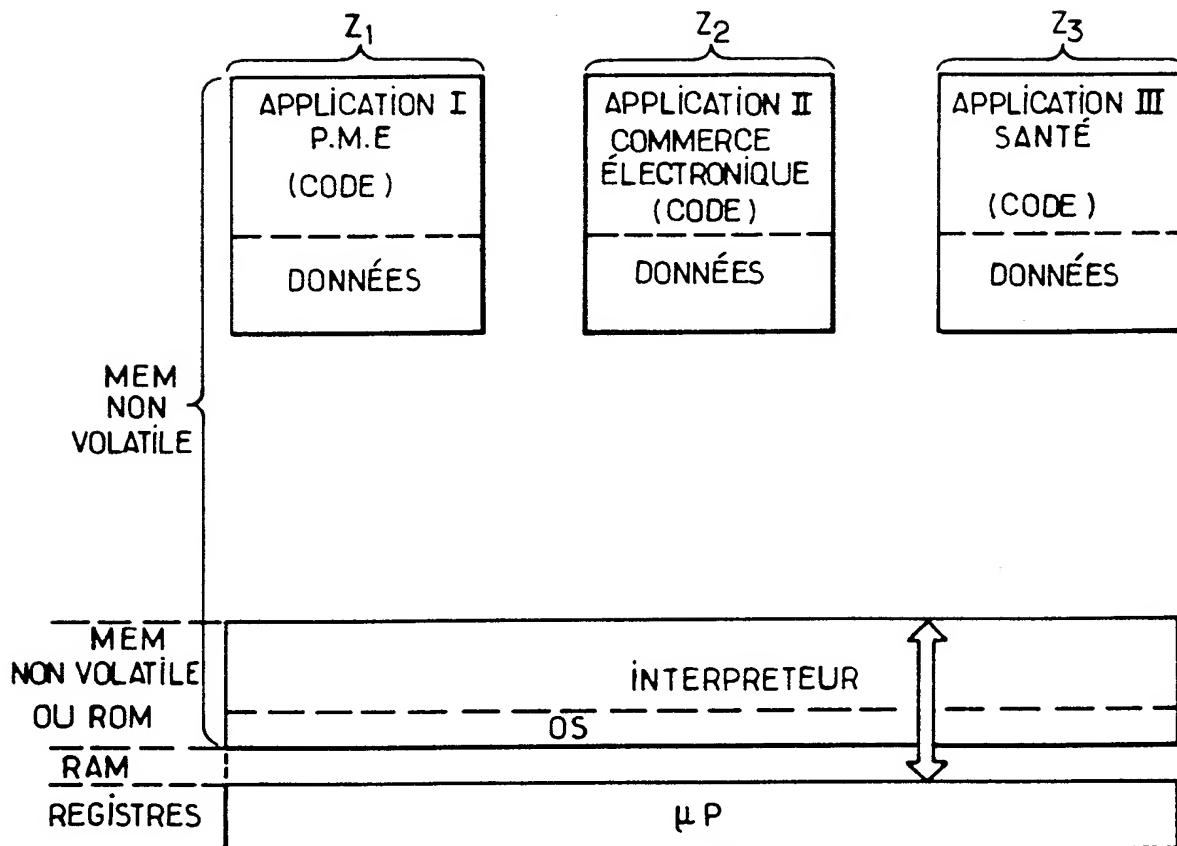 Z1
Z2
Z3
APPLICATION I
P.M.E
(CODE)
DONNÉES
APPLICATION II
COMMERCE
ÉLECTRONIQUE
(CODE)
DONNÉES
APPLICATION III
SANTÉ
(CODE)
DONNÉES
MEM
NON
VOLATILE
MEM
NON VOLATILE
OU ROM
INTERPRETEUR
OS
RAM
REGISTRES
μP